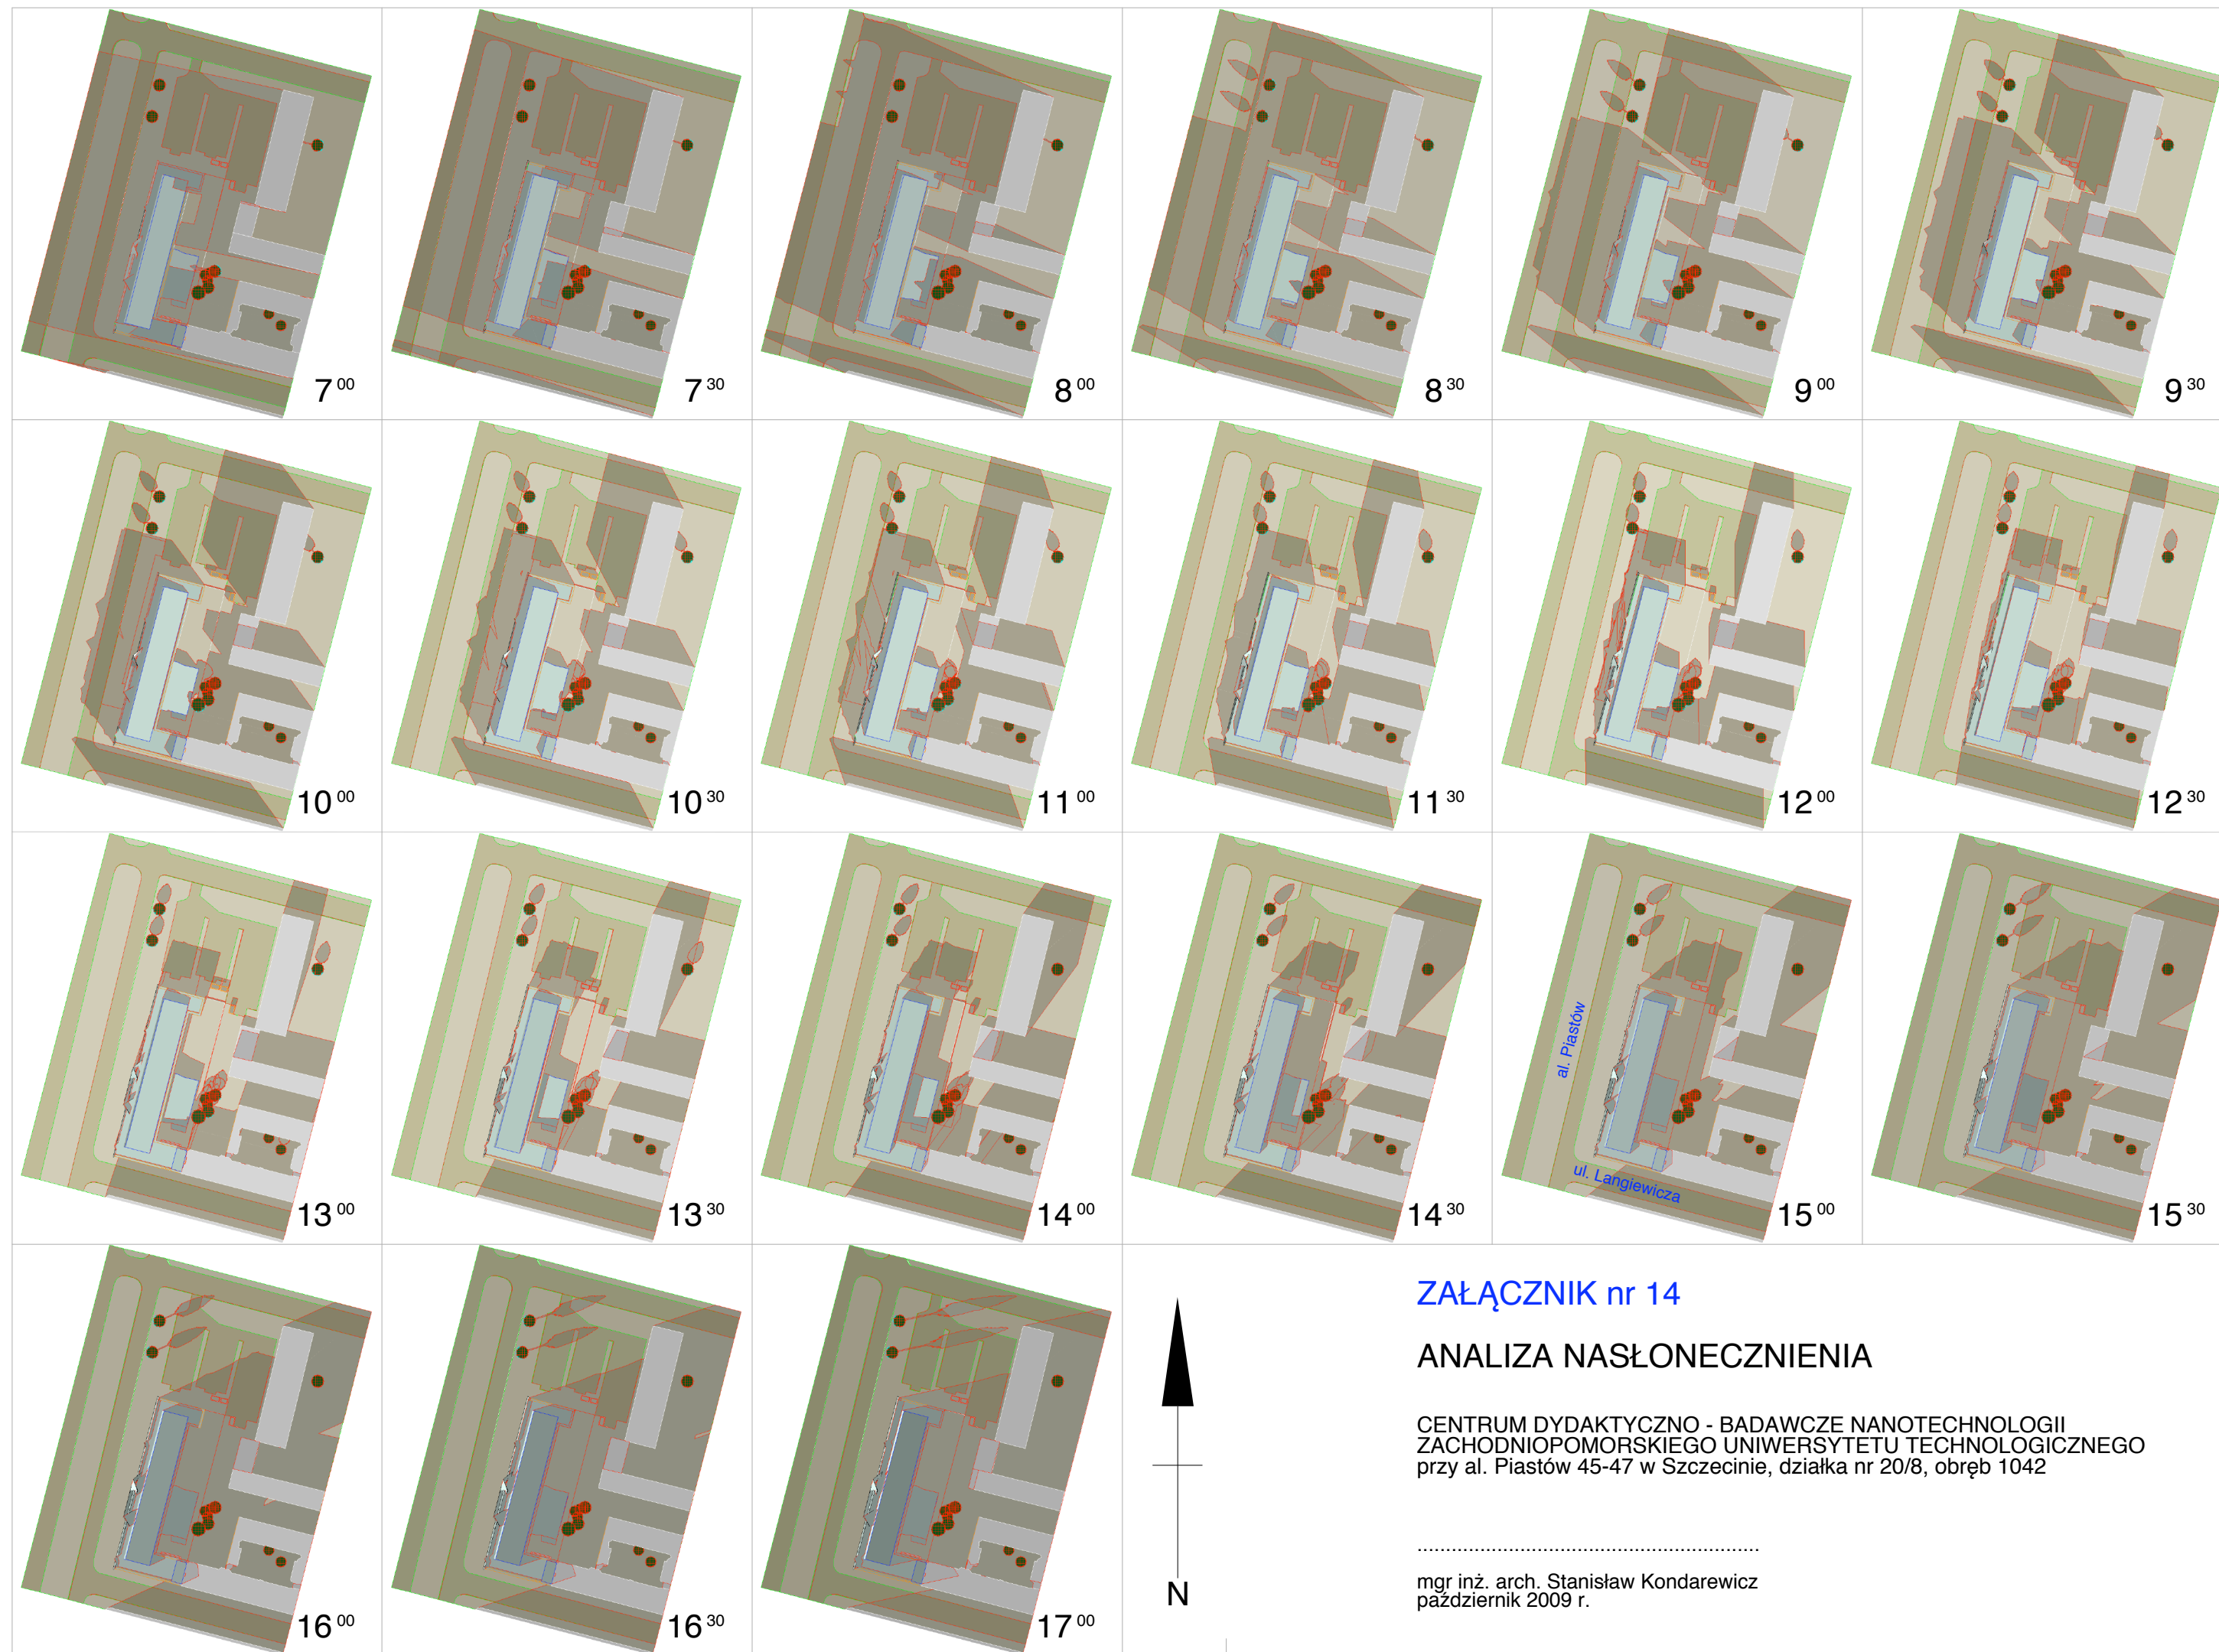 7 00
7 30
8 00
8 30
9 00
9 30
10 00
10 30
11 00
11 30
12 00
12 30
13 00
13 30
14 00
14 30
al. Piastów
ul. Langiewicza
15 00
15 30
16 00
16 30
17 00
N
ZAŁĄCZNIK nr 14
ANALIZA NASŁONECZNIENIA
CENTRUM DYDAKTYCZNO - BADAWCZE NANOTECHNOLOGII
ZACHODNIOPOMORSKIEGO UNIWERSYTETU TECHNOLOGICZNEGO
przy al. Piastów 45-47 w Szczecinie, działka nr 20/8, obręb 1042
............................................................
mgr inż. arch. Stanisław Kondarewicz
październik 2009 r.